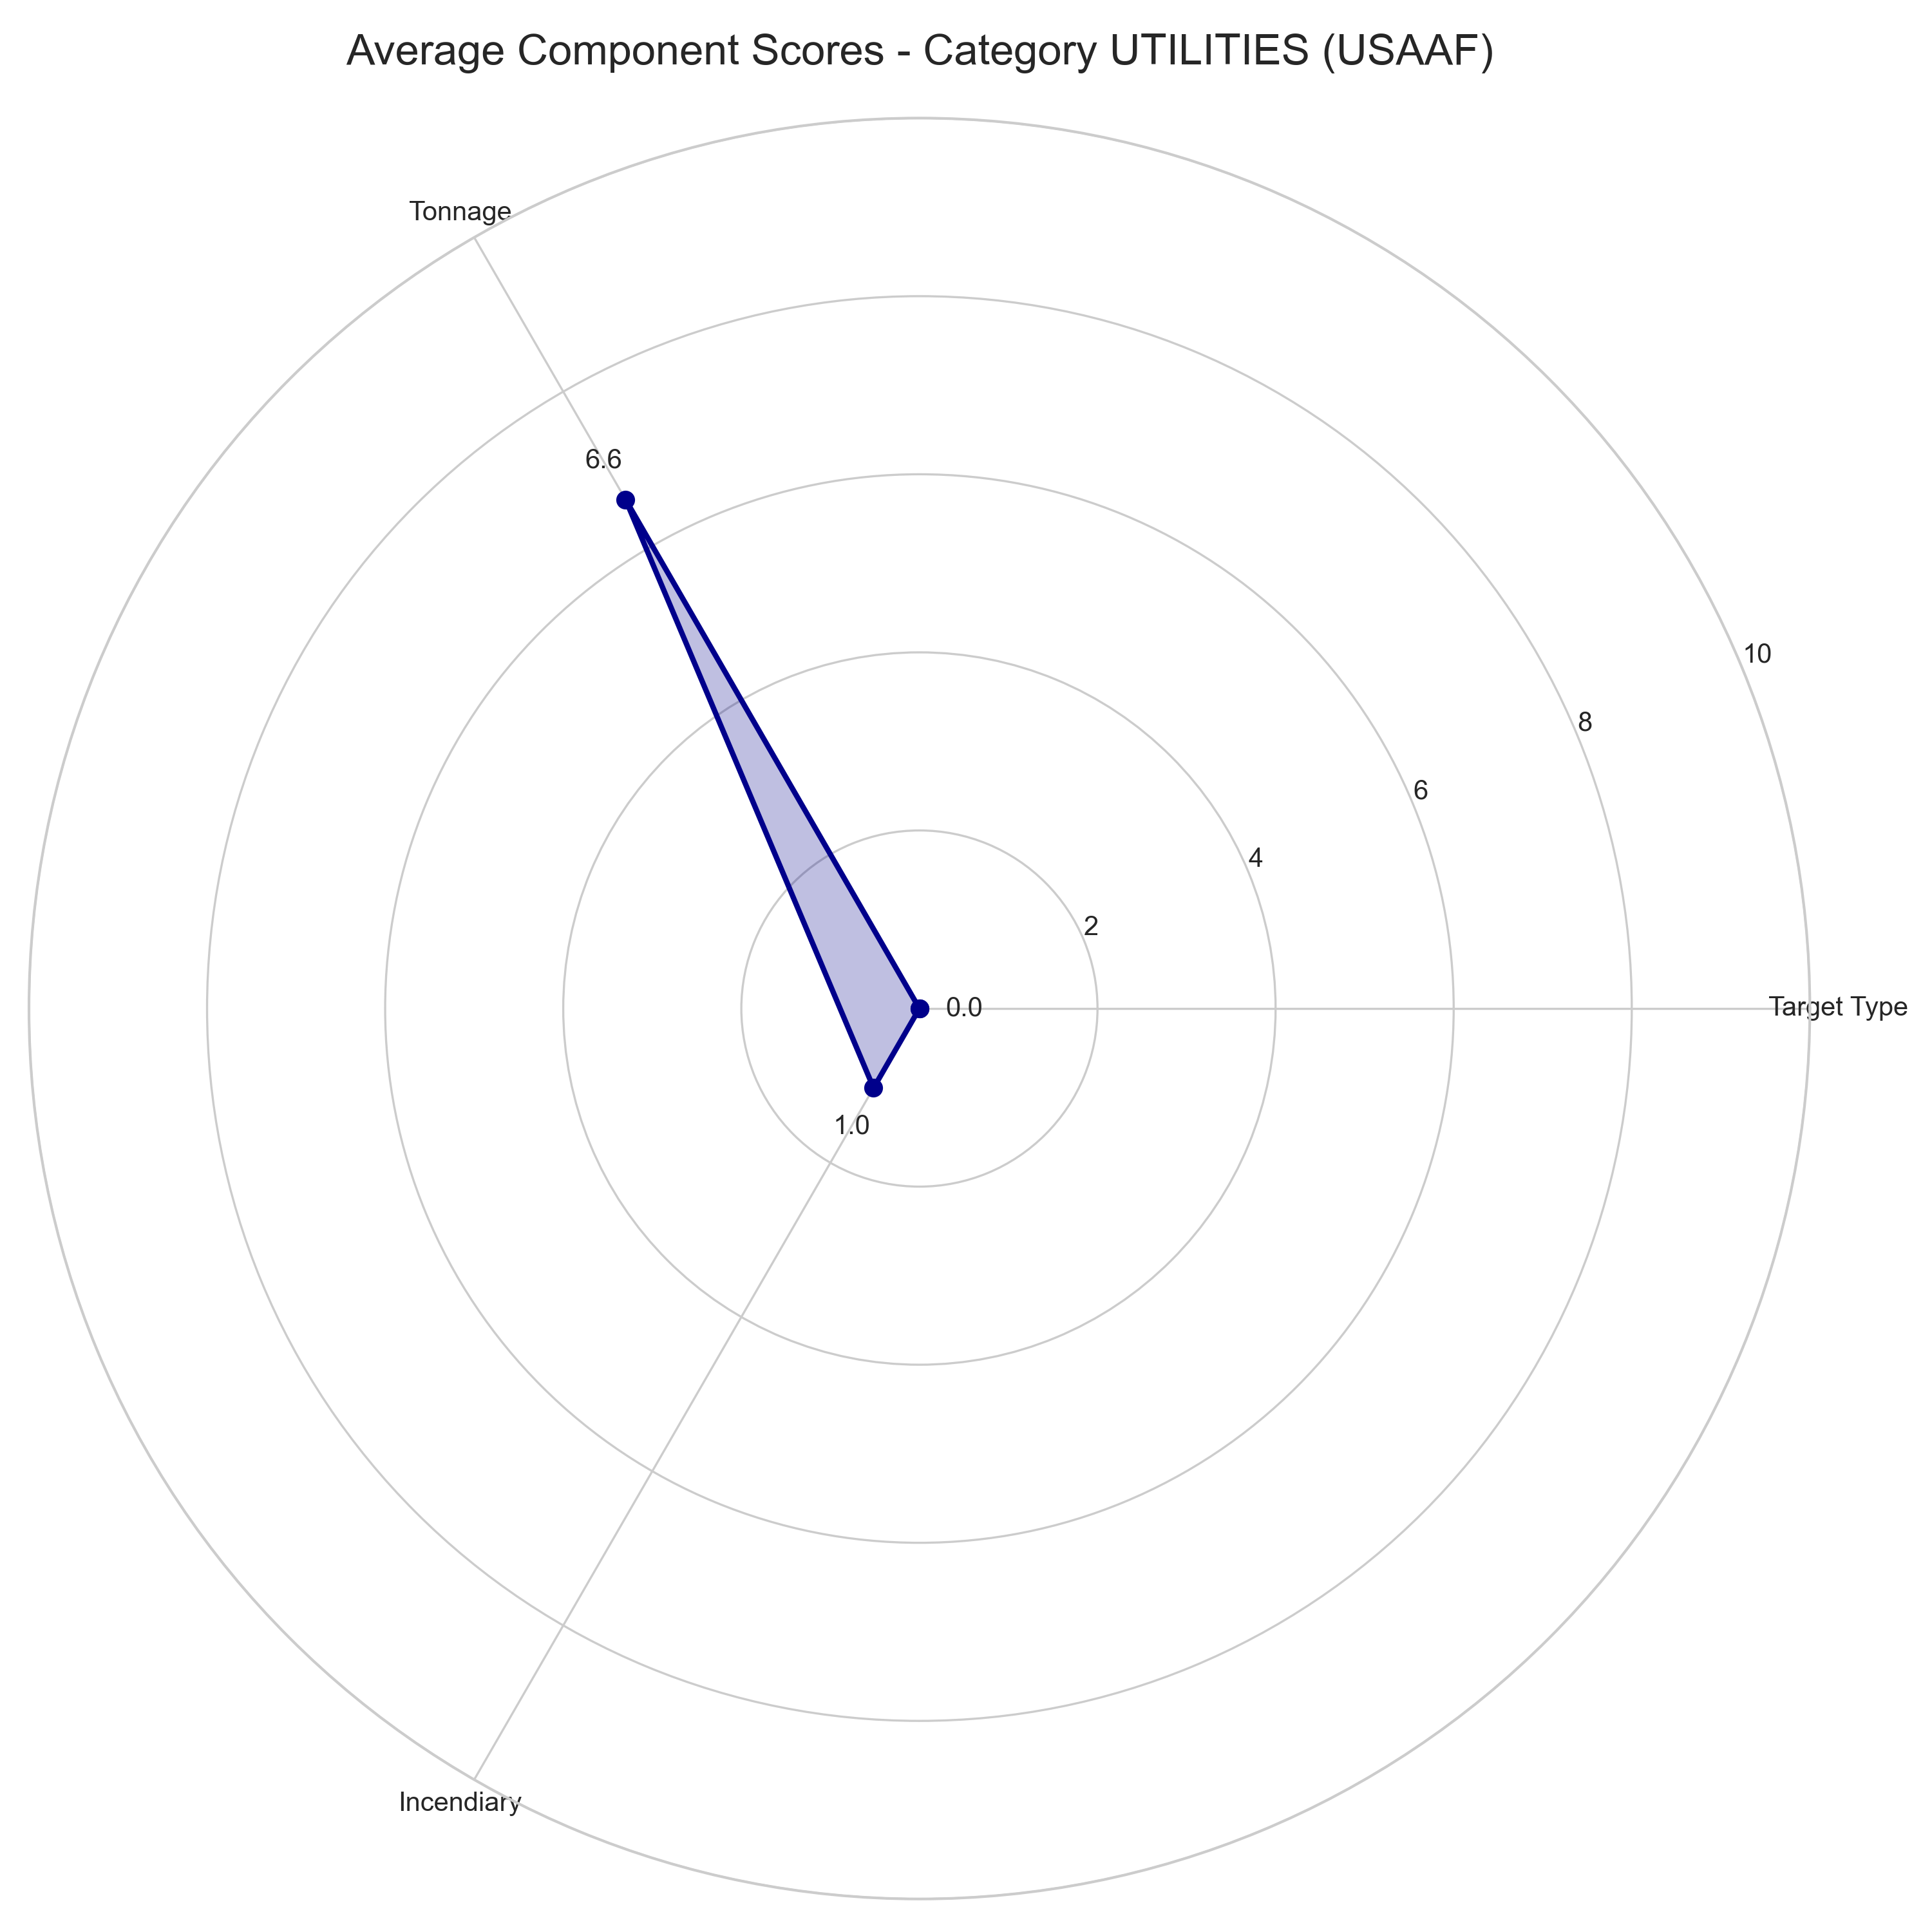 Average Component Scores - Category UTILITIES (USAAF)
Tonnage
6.6
10
8
6
4
2
0.0
Target Type
1.0
Incendiary